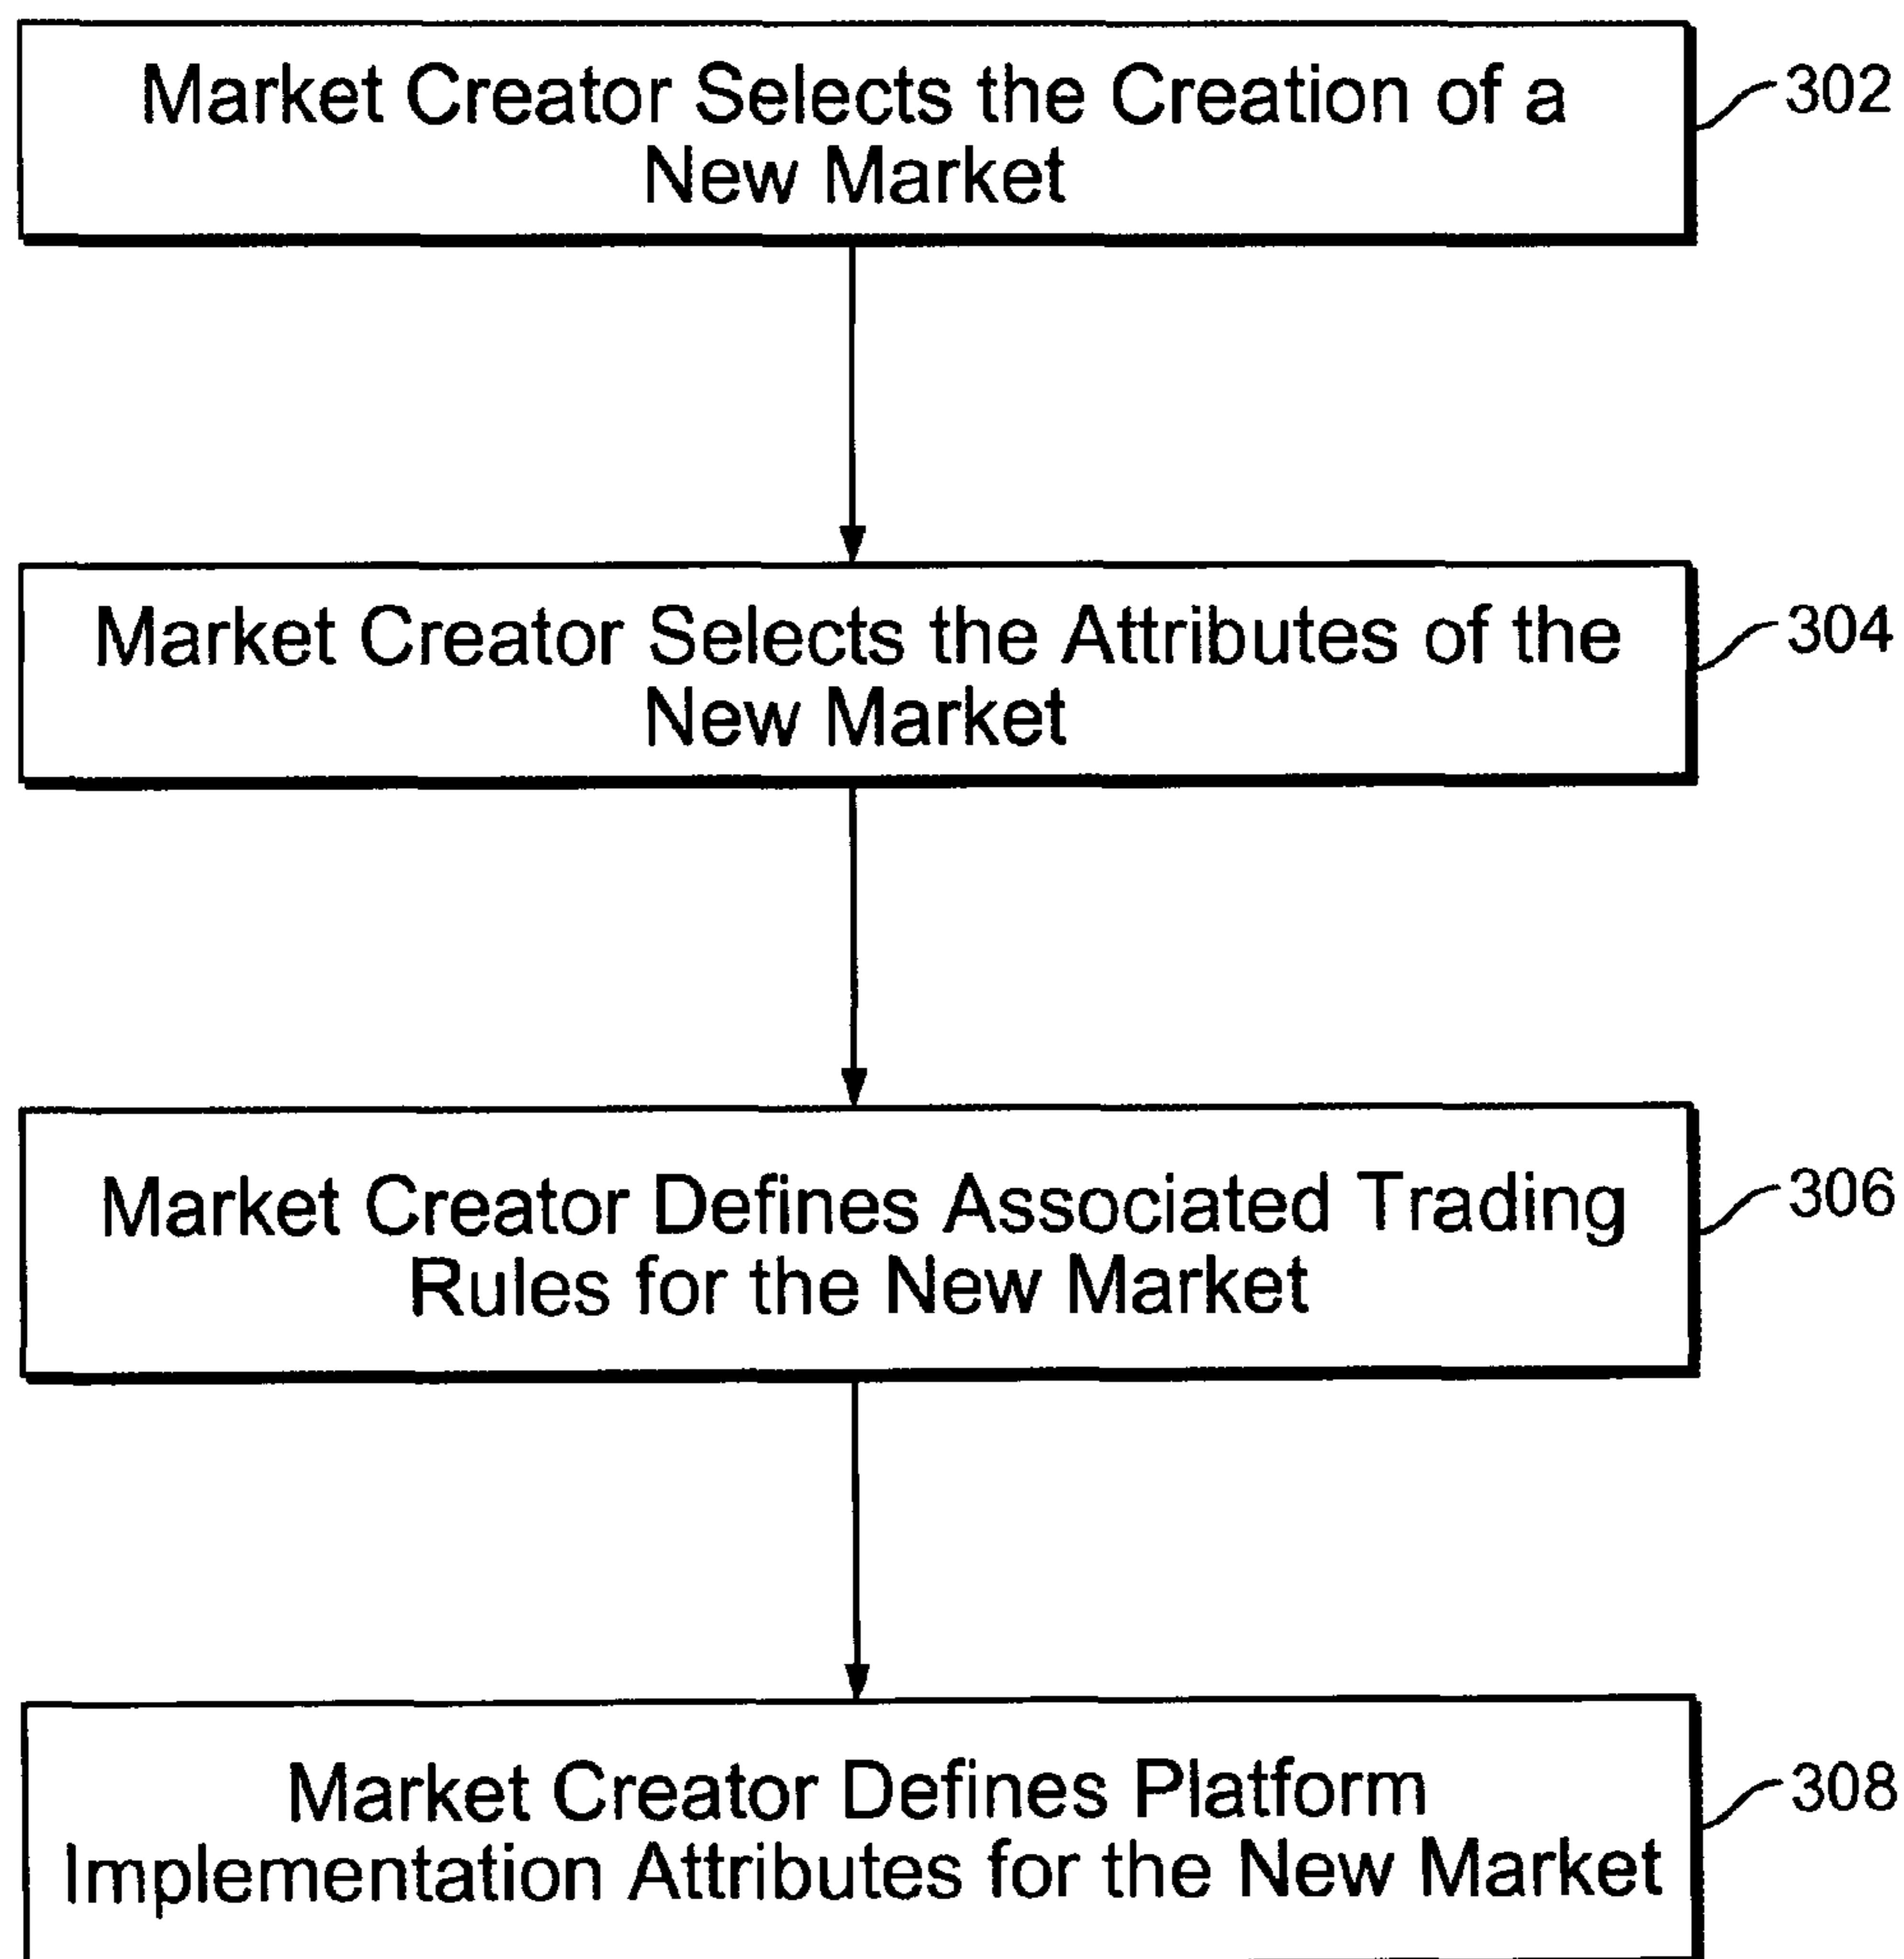 Market Creator Selects the Creation of a
New Market
302
Market Creator Selects the Attributes of the
New Market
304
Market Creator Defines Associated Trading
Rules for the New Market
306
Market Creator Defines Platform
Implementation Attributes for the New Market
308